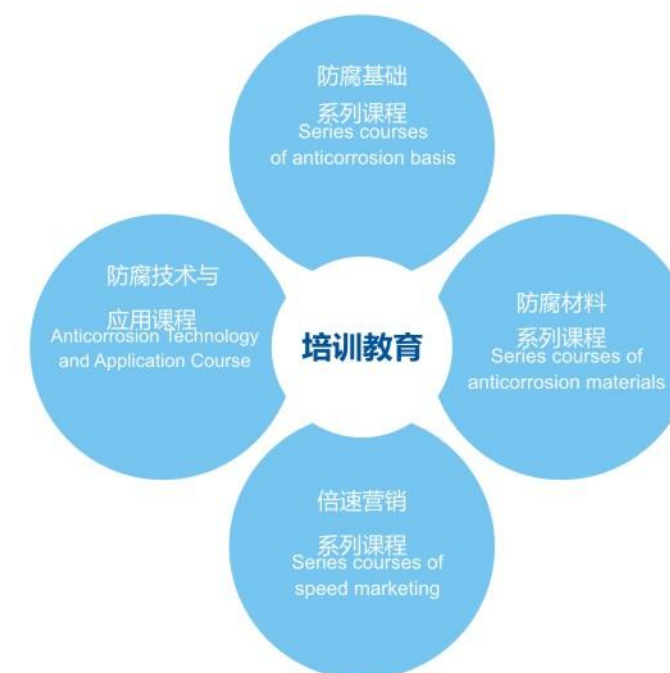 防腐基础
系列课程
Series courses
of anticorrosion basis
防腐技术与
应用课程
Anticorrosion Technology
and Application Course
培训教育
防腐材料
系列课程
Series courses of
anticorrosion materials
倍速营销
系列课程
Series courses of
speed marketing